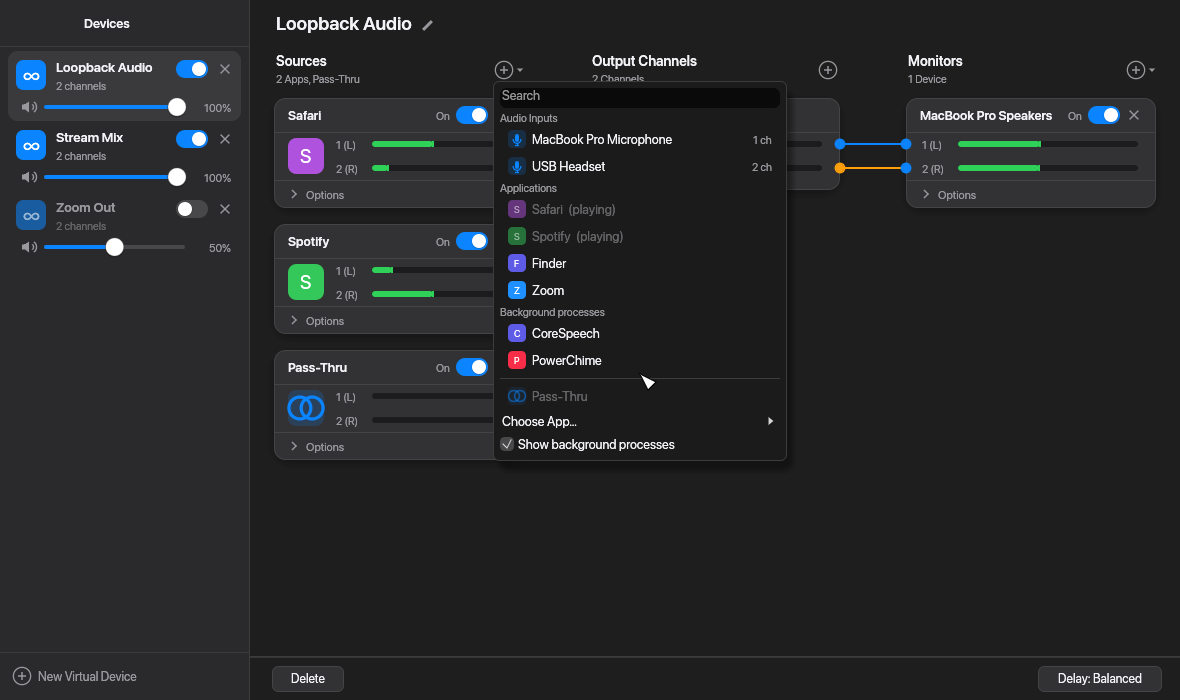 Devices
Loopback Audio
2 channels
100%
Stream Mix
2 channels
100%
Zoom Out
2 channels
50%
New Virtual Device
Loopback Audio
Sources
2 Apps, Pass-Thru
Output Channels
2 Channels
Monitors
1 Device
Safari On
S
1 (L)
2 (R)
Options
Spotify On
S
1 (L)
2 (R)
Options
Pass-Thru On
1 (L)
2 (R)
Options
Search
Audio Inputs
MacBook Pro Microphone 1 ch
USB Headset 2 ch
Applications
S Safari (playing)
S Spotify (playing)
F Finder
Z Zoom
Background processes
C CoreSpeech
P PowerChime
Pass-Thru
Choose App...
Show background processes
MacBook Pro Speakers On
1 (L)
2 (R)
Options
Delete
Delay: Balanced